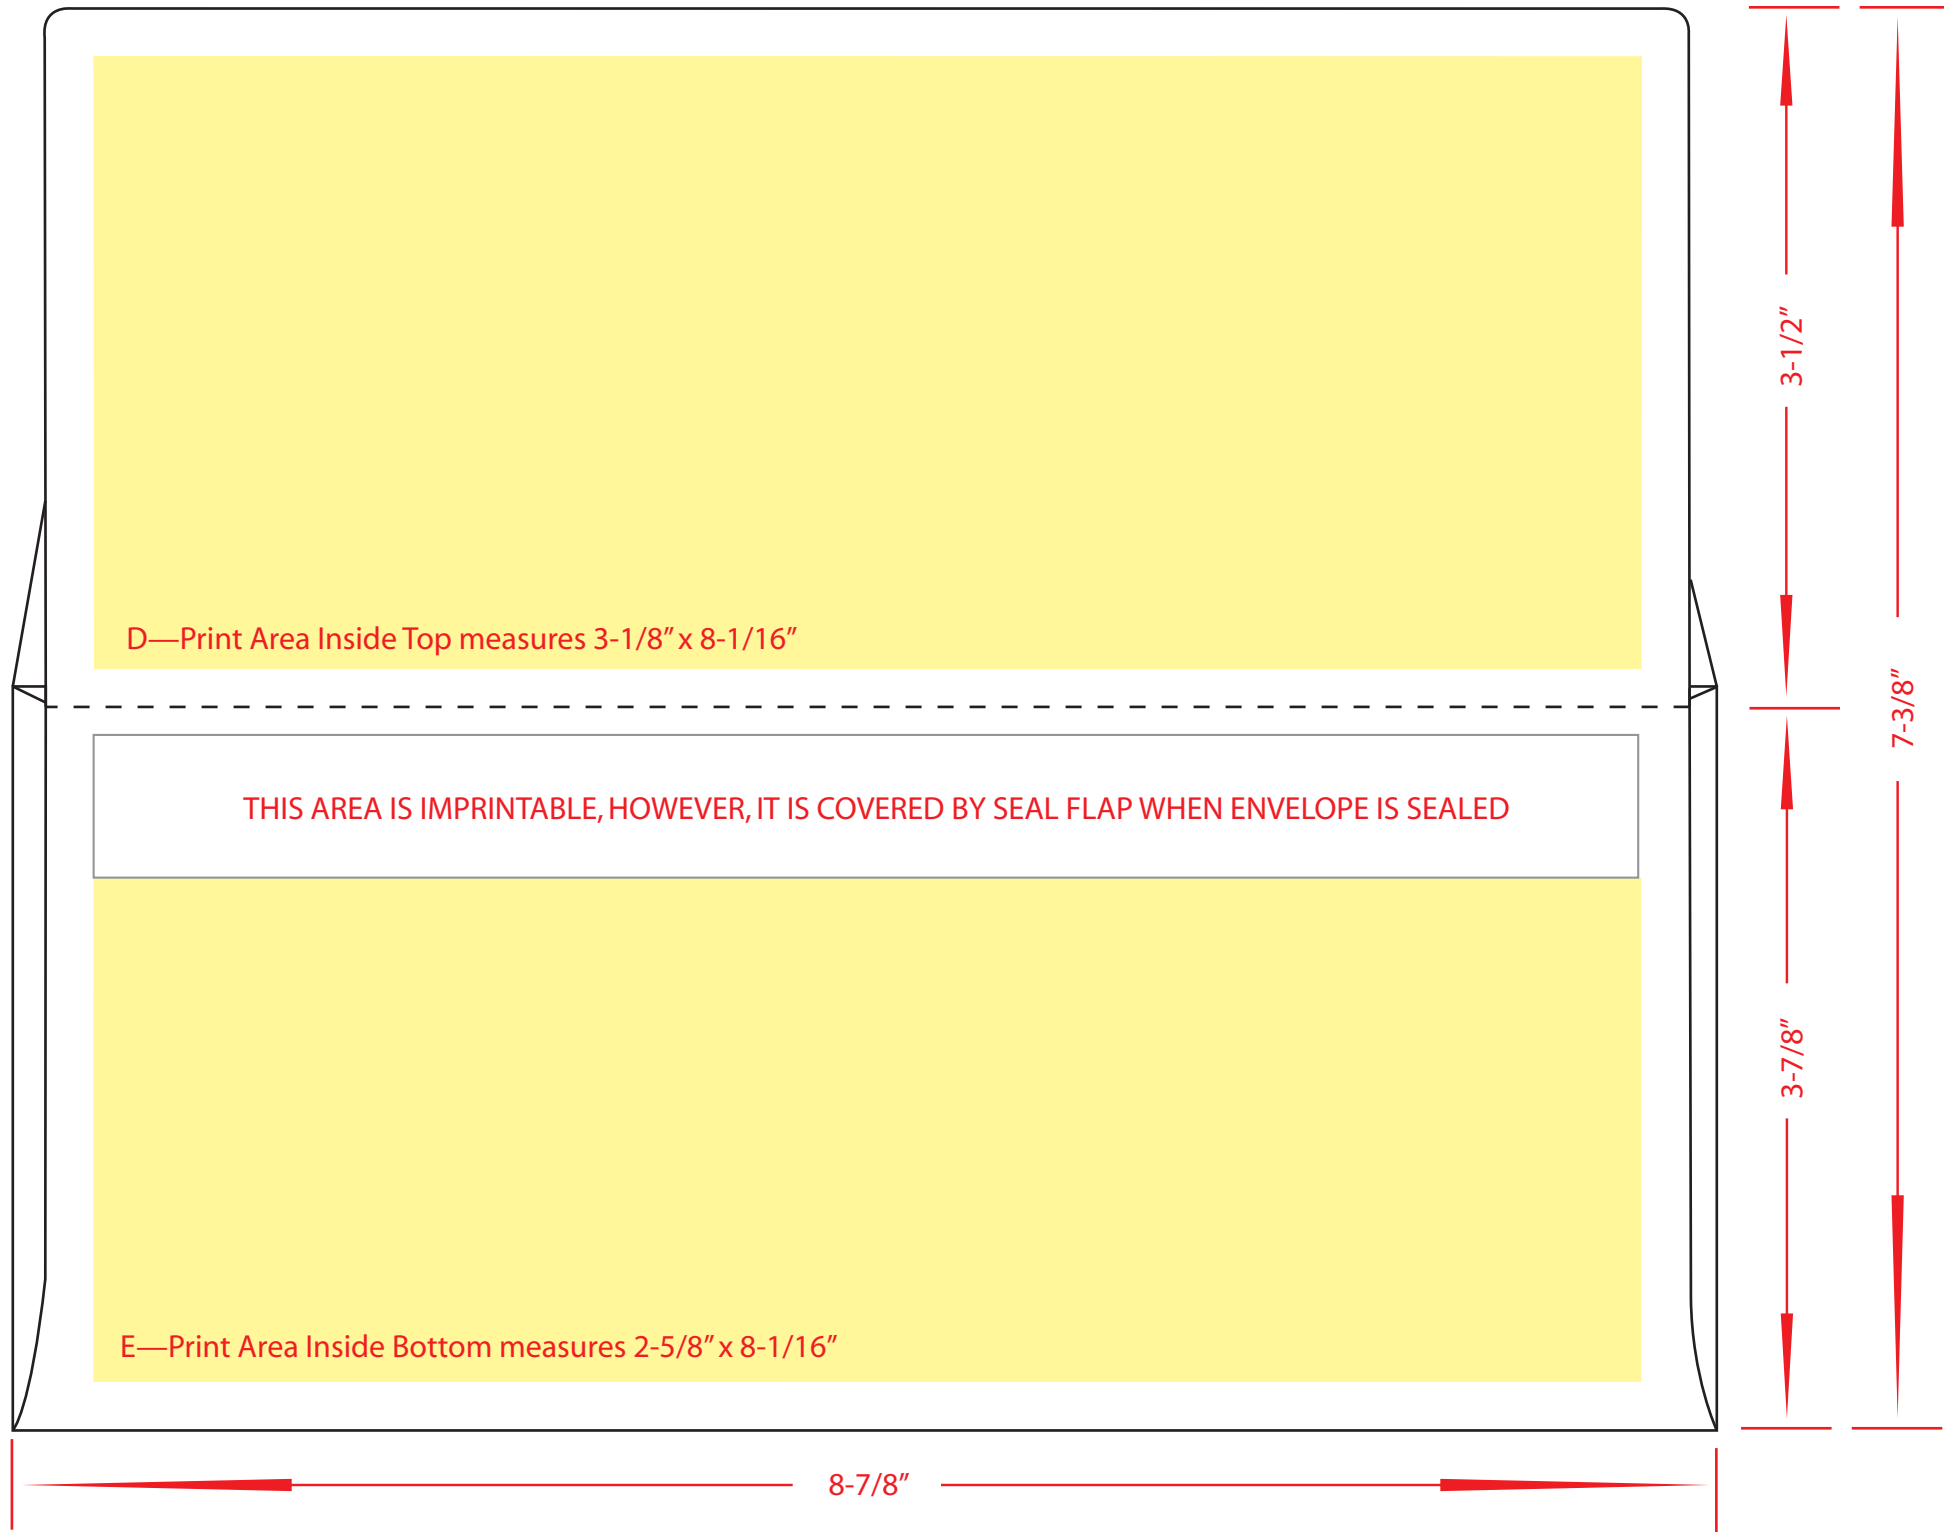 D—Print Area Inside Top measures 3-1/8” x 8-1/16”
3-1/2”
7-3/8”
THIS AREA IS IMPRINTABLE, HOWEVER, IT IS COVERED BY SEAL FLAP WHEN ENVELOPE IS SEALED
3-7/8”
E—Print Area Inside Bottom measures 2-5/8” x 8-1/16”
8-7/8”